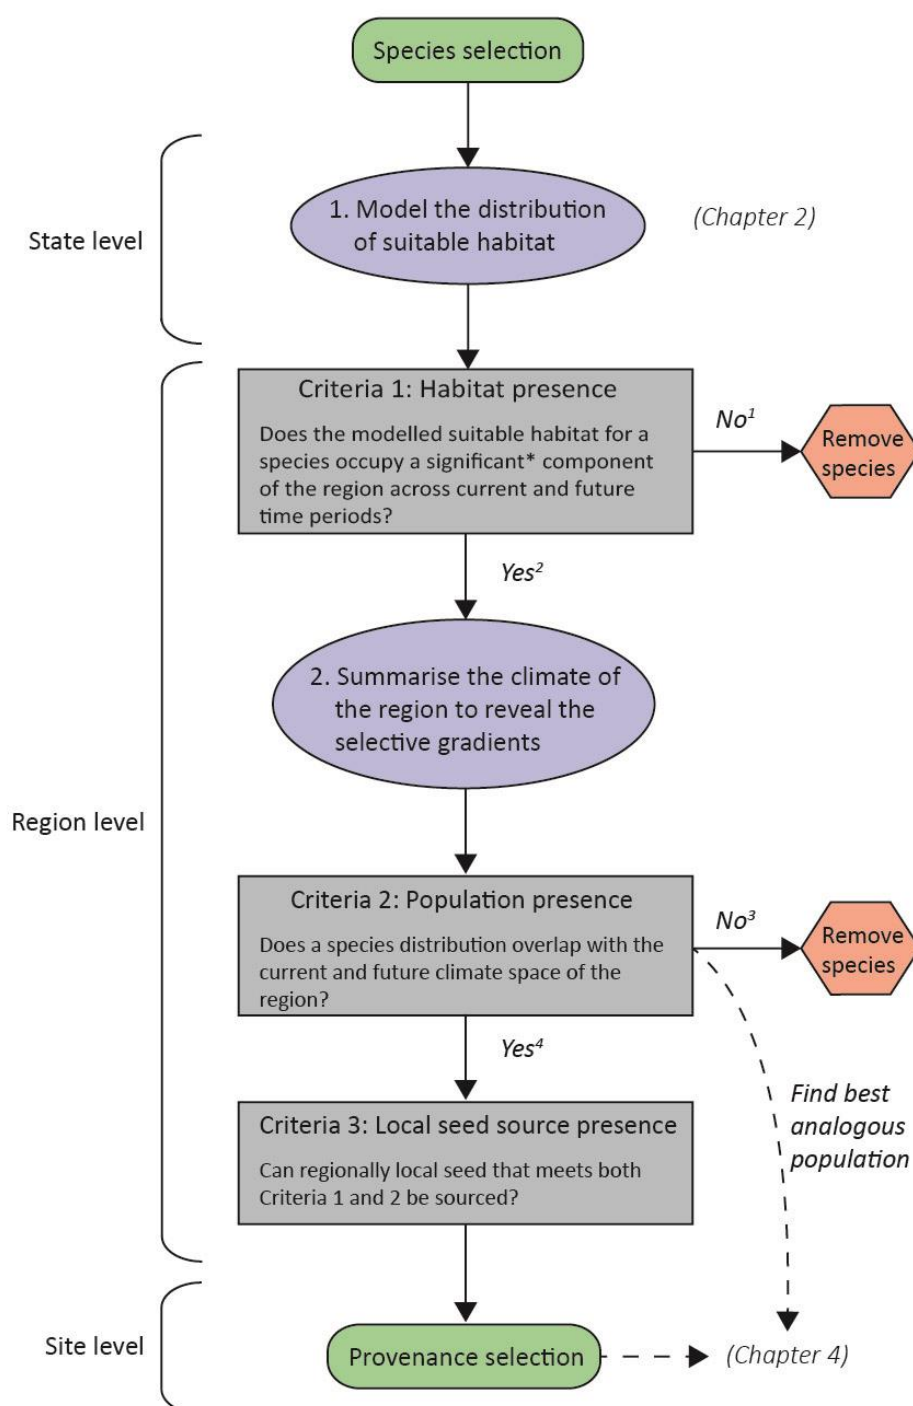 Species selection
State level
1. Model the distribution
of suitable habitat
(Chapter 2)
Criteria 1: Habitat presence
Does the modelled suitable habitat for a
species occupy a significant* component
of the region across current and future
time periods?
No¹
Remove
species
Yes²
2. Summarise the climate of
the region to reveal the
selective gradients
Region level
Criteria 2: Population presence
Does a species distribution overlap with the
current and future climate space of the
region?
No³
Remove
species
Yes⁴
Find best
analogous
population
Criteria 3: Local seed source presence
Can regionally local seed that meets both
Criteria 1 and 2 be sourced?
Site level
Provenance selection
(Chapter 4)